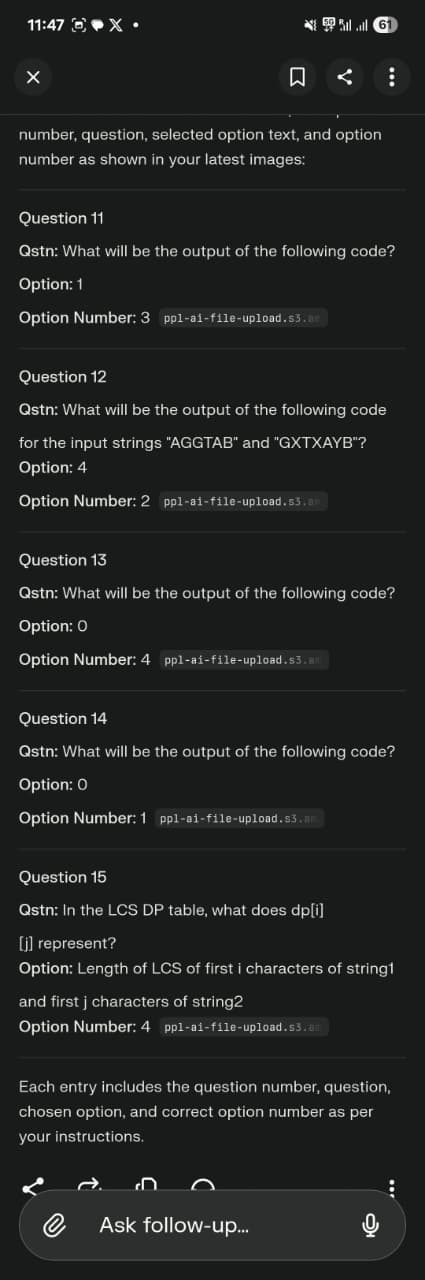 11:47
61
number, question, selected option text, and option
number as shown in your latest images:
Question 11
Qstn: What will be the output of the following code?
Option: 1
Option Number: 3 ppl-ai-file-upload.s3.am
Question 12
Qstn: What will be the output of the following code
for the input strings "AGGTAB" and "GXTXAYB"?
Option: 4
Option Number: 2 ppl-ai-file-upload.s3.am
Question 13
Qstn: What will be the output of the following code?
Option: 0
Option Number: 4 ppl-ai-file-upload.s3.am
Question 14
Qstn: What will be the output of the following code?
Option: 0
Option Number: 1 ppl-ai-file-upload.s3.am
Question 15
Qstn: In the LCS DP table, what does dp[i]
[j] represent?
Option: Length of LCS of first i characters of string1
and first j characters of string2
Option Number: 4 ppl-ai-file-upload.s3.am
Each entry includes the question number, question,
chosen option, and correct option number as per
your instructions.
Ask follow-up...